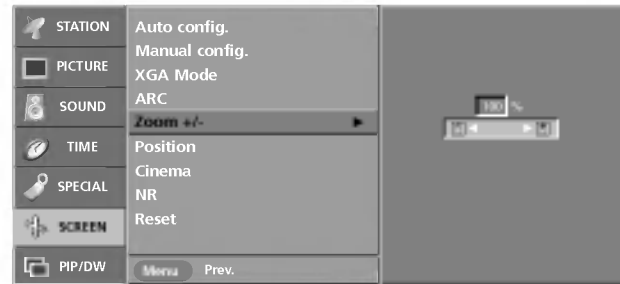 STATION
PICTURE
SOUND
TIME
SPECIAL
SCREEN
PIP/DW
Auto config.
Manual config.
XGA Mode
ARC
Zoom +/-
Position
Cinema
NR
Reset
Menu Prev.
100 %